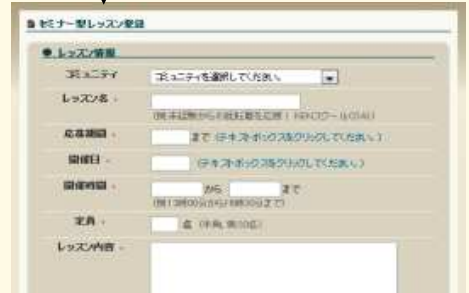 セミナー型レッスン登録
レッスン情報
コミュニティ
コミュニティを選択してください。
レッスン名
応募期間
まで (テキストボックスをクリックしてください。)
開催日
(テキストボックスをクリックしてください。)
開催時間
から まで
定員
名
レッスン内容